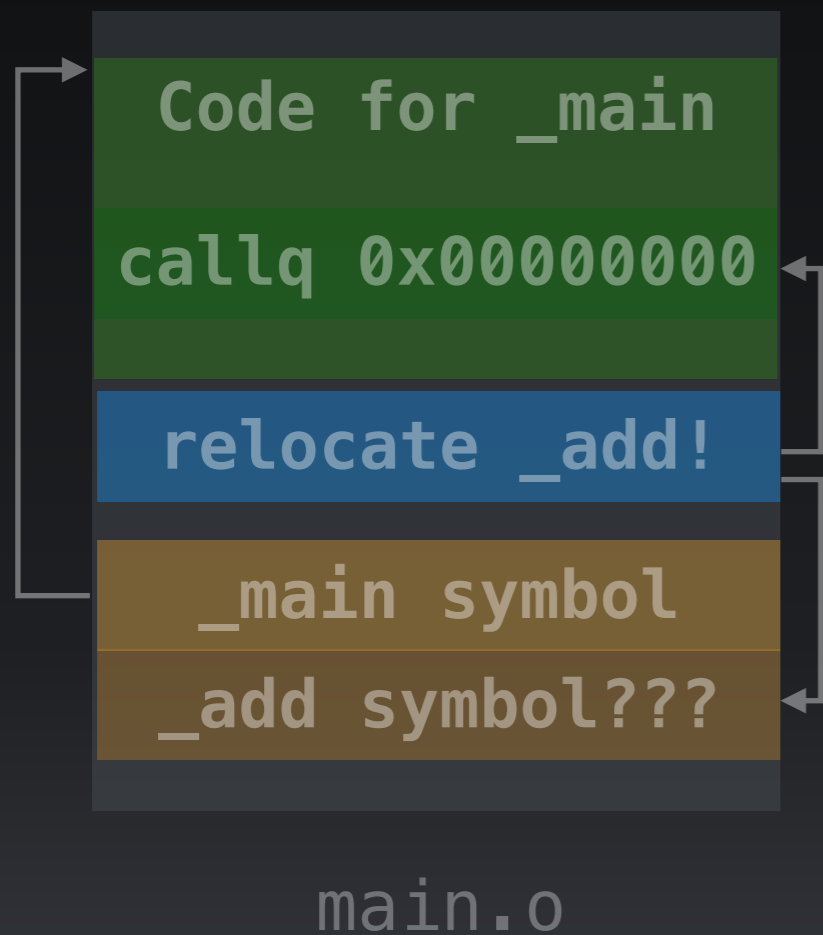 Code for _main
callq 0x00000000
relocate _add!
_main symbol
_add symbol???
main.o